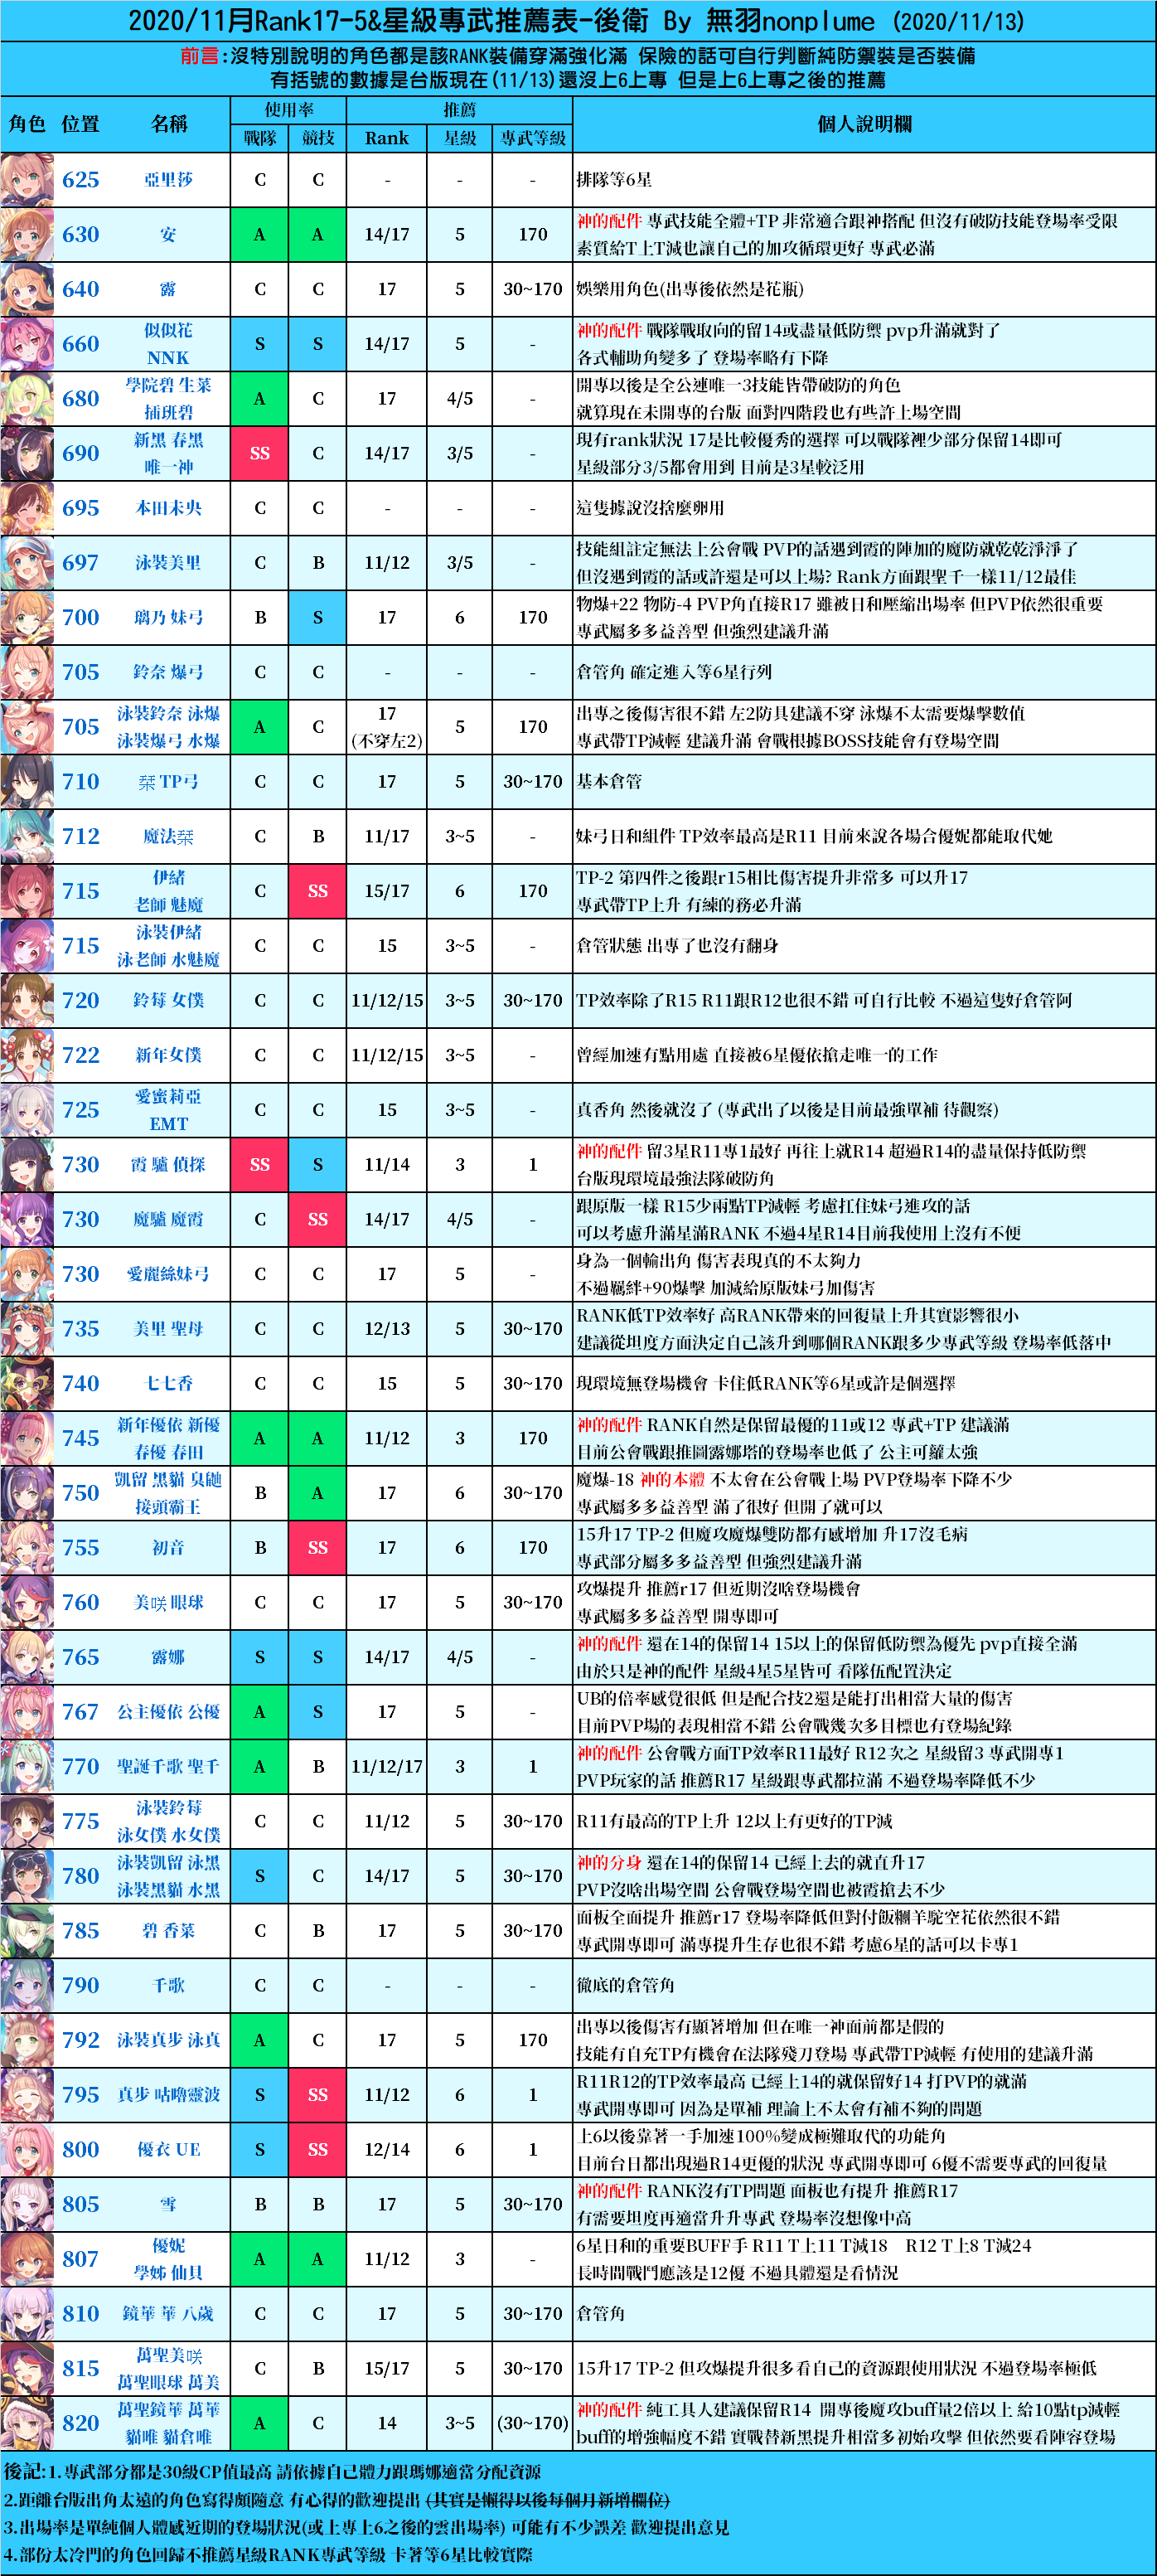 2020/11月Rank17-5&星級專武推薦表-後衛 By 無羽nonplume (2020/11/13)
前言:沒特別說明的角色都是該RANK裝備穿滿強化滿 保險的話可自行判斷純防禦裝是否裝備
有括號的數據是台版現在(11/13)還沒上6上專 但是上6上專之後的推薦
角色 位置 名稱 使用率 推薦 個人說明欄
戰隊 競技 Rank 星級 專武等級
625 亞里莎 C C - - - 排隊等6星
630 安 A A 14/17 5 170 神的配件 專武技能全體+TP 非常適合跟神搭配 但沒有破防技能登場率受限
素質給T上T減也讓自己的加攻循環更好 專武必滿
640 露 C C 17 5 30~170 娛樂用角色(出專後依然是花瓶)
660 似似花 NNK S S 14/17 5 - 神的配件 戰隊戰取向的留14或盡量低防禦 pvp升滿就對了
各式輔助角變多了 登場率略有下降
680 學院碧 生菜 插班碧 A C 17 4/5 - 開專以後是全公連唯一3技能皆帶破防的角色
就算現在未開專的台版 面對四階段也有些許上場空間
690 新黑 春黑 唯一神 SS C 14/17 3/5 - 現有rank狀況 17是比較優秀的選擇 可以戰隊裡少部分保留14即可
星級部分3/5都會用到 目前是3星較泛用
695 本田未央 C C - - - 這隻據說沒捨麼卵用
697 泳裝美里 C B 11/12 3/5 - 技能組註定無法上公會戰 PVP的話遇到霞的陣加的魔防就乾乾淨淨了
但沒遇到霞的話或許還是可以上場? Rank方面跟聖千一樣11/12最佳
700 璃乃 妹弓 B S 17 6 170 物爆+22 物防-4 PVP角直接R17 雖被日和壓縮出場率 但PVP依然很重要
專武屬多多益善型 但強烈建議升滿
705 鈴奈 爆弓 C C - - - 倉管角 確定進入等6星行列
705 泳裝鈴奈 泳爆 泳裝爆弓 水爆 A C 17 (不穿左2) 5 170 出專之後傷害很不錯 左2防具建議不穿 泳爆不太需要爆擊數值
專武帶TP減輕 建議升滿 會戰根據BOSS技能會有登場空間
710 栞 TP弓 C C 17 5 30~170 基本倉管
712 魔法栞 C B 11/17 3~5 - 妹弓日和組件 TP效率最高是R11 目前來說各場合優妮都能取代她
715 伊緒 老師 魅魔 C SS 15/17 6 170 TP-2 第四件之後跟r15相比傷害提升非常多 可以升17
專武帶TP上升 有練的務必升滿
715 泳裝伊緒 泳老師 水魅魔 C C 15 3~5 - 倉管狀態 出專了也沒有翻身
720 鈴莓 女僕 C C 11/12/15 3~5 30~170 TP效率除了R15 R11跟R12也很不錯 可自行比較 不過這隻好倉管阿
722 新年女僕 C C 11/12/15 3~5 - 曾經加速有點用處 直接被6星優依搶走唯一的工作
725 愛蜜莉亞 EMT C C 15 3~5 - 真香角 然後就沒了 (專武出了以後是目前最強單補 待觀察)
730 霞 驢 偵探 SS S 11/14 3 1 神的配件 留3星R11專1最好 再往上就R14 超過R14的盡量保持低防禦
台版現環境最強法隊破防角
730 魔驢 魔霞 C SS 14/17 4/5 - 跟原版一樣 R15少兩點TP減輕 考慮扛住妹弓進攻的話
可以考慮升滿星滿RANK 不過4星R14目前我使用上沒有不便
730 愛麗絲妹弓 C C 17 5 - 身為一個輸出角 傷害表現真的不太夠力
不過羈絆+90爆擊 加減給原版妹弓加傷害
735 美里 聖母 C C 12/13 5 30~170 RANK低TP效率好 高RANK帶來的回復量上升其實影響很小
建議從坦度方面決定自己該升到哪個RANK跟多少專武等級 登場率低落中
740 七七香 C C 15 5 30~170 現環境無登場機會 卡住低RANK等6星或許是個選擇
745 新年優依 新優 春優 春田 A A 11/12 3 170 神的配件 RANK自然是保留最優的11或12 專武+TP 建議滿
目前公會戰跟推圖露娜塔的登場率也低了 公主可蘿太強
750 凱留 黑貓 臭鼬 接頭霸王 B A 17 6 30~170 魔爆-18 神的本體 不太會在公會戰上場 PVP登場率下降不少
專武屬多多益善型 滿了很好 但開了就可以
755 初音 B SS 17 6 170 15升17 TP-2 但魔攻魔爆雙防都有感增加 升17沒毛病
專武部分屬多多益善型 但強烈建議升滿
760 美咲 眼球 C C 17 5 30~170 攻爆提升 推薦r17 但近期沒啥登場機會
專武屬多多益善型 開專即可
765 露娜 S S 14/17 4/5 - 神的配件 還在14的保留14 15以上的保留低防禦為優先 pvp直接全滿
由於只是神的配件 星級4星5星皆可 看隊伍配置決定
767 公主優依 公優 A S 17 5 - UB的倍率感覺很低 但是配合技2還是能打出相當大量的傷害
目前PVP場的表現相當不錯 公會戰幾次多目標也有登場紀錄
770 聖誕千歌 聖千 A B 11/12/17 3 1 神的配件 公會戰方面TP效率R11最好 R12次之 星級留3 專武開專1
PVP玩家的話 推薦R17 星級跟專武都拉滿 不過登場率降低不少
775 泳裝鈴莓 泳女僕 水女僕 C C 11/12 5 30~170 R11有最高的TP上升 12以上有更好的TP減
780 泳裝凱留 泳黑 泳裝黑貓 水黑 S C 14/17 5 30~170 神的分身 還在14的保留14 已經上去的就直升17
PVP沒啥出場空間 公會戰登場空間也被霞搶去不少
785 碧 香菜 C B 17 5 30~170 面板全面提升 推薦r17 登場率降低但對付飯糰羊駝空花依然很不錯
專武開專即可 滿專提升生存也很不錯 考慮6星的話可以卡專1
790 千歌 C C - - - 徹底的倉管角
792 泳裝真步 泳真 A C 17 5 170 出專以後傷害有顯著增加 但在唯一神面前都是假的
技能有自充TP有機會在法隊殘刀登場 專武帶TP減輕 有使用的建議升滿
795 真步 咕嚕靈波 S SS 11/12 6 1 R11R12的TP效率最高 已經上14的就保留好14 打PVP的就滿
專武開專即可 因為是單補 理論上不太會有補不夠的問題
800 優衣 UE S SS 12/14 6 1 上6以後靠著一手加速100%變成極難取代的功能角
目前台日都出現過R14更優的狀況 專武開專即可 6優不需要專武的回復量
805 雪 B B 17 5 30~170 神的配件 RANK沒有TP問題 面板也有提升 推薦R17
有需要坦度再適當升升專武 登場率沒想像中高
807 優妮 學姊 仙貝 A A 11/12 3 - 6星日和的重要BUFF手 R11 T上11 T減18 R12 T上8 T減24
長時間戰鬥應該是12優 不過具體還是看情況
810 鏡華 華 八歲 C C 17 5 30~170 倉管角
815 萬聖美咲 萬聖眼球 萬美 C B 15/17 5 30~170 15升17 TP-2 但攻爆提升很多看自己的資源跟使用狀況 不過登場率極低
820 萬聖鏡華 萬華 貓唯 貓倉唯 A C 14 3~5 (30~170) 神的配件 純工具人建議保留R14 開專後魔攻buff量2倍以上 給10點tp減輕
buff的增強幅度不錯 實戰替新黑提升相當多初始攻擊 但依然要看陣容登場
後記:1.專武部分都是30級CP值最高 請依據自己體力跟瑪娜適當分配資源
2.距離台版出角太遠的角色寫得頗隨意 有心得的歡迎提出 (其實是懶得以後每個月新增欄位)
3.出場率是單純個人體感近期的登場狀況(或上專上6之後的雲出場率) 可能有不少誤差 歡迎提出意見
4.部份太冷門的角色回歸不推薦星級RANK專武等級 卡著等6星比較實際